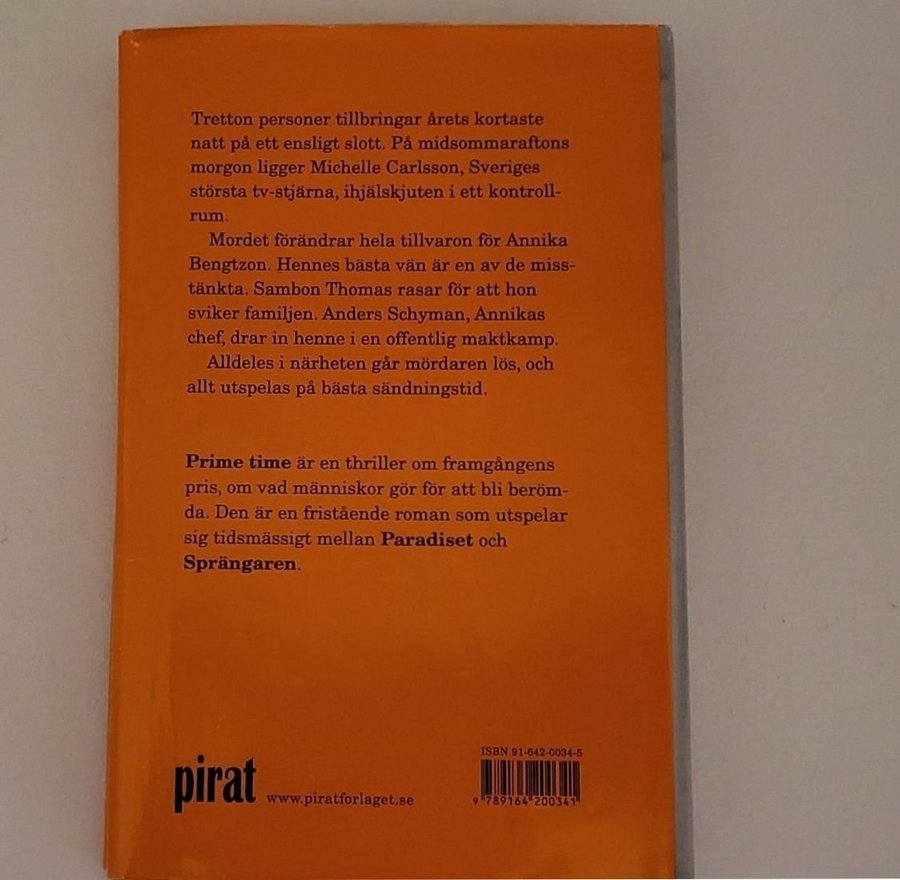 Tretton personer tillbringar årets kortaste
natt på ett ensligt slott. På midsommaraftons
morgon ligger Michelle Carlsson, Sveriges
största tv-stjärna, ihjälskjuten i ett kontroll-
rum.
Mordet förändrar hela tillvaron för Annika
Bengtzon. Hennes bästa vän är en av de miss-
tänkta. Sambon Thomas rasar för att hon
sviker familjen. Anders Schyman, Annikas
chef, drar in henne i en offentlig maktkamp.
Alldeles i närheten går mördaren lös, och
allt utspelas på bästa sändningstid.
Prime time är en thriller om framgångens
pris, om vad människor gör för att bli beröm-
da. Den är en fristående roman som utspelar
sig tidsmässigt mellan Paradiset och
Sprängaren.
ISBN 91-642-0034-5
pirat www.piratforlaget.se
9 789164 200341